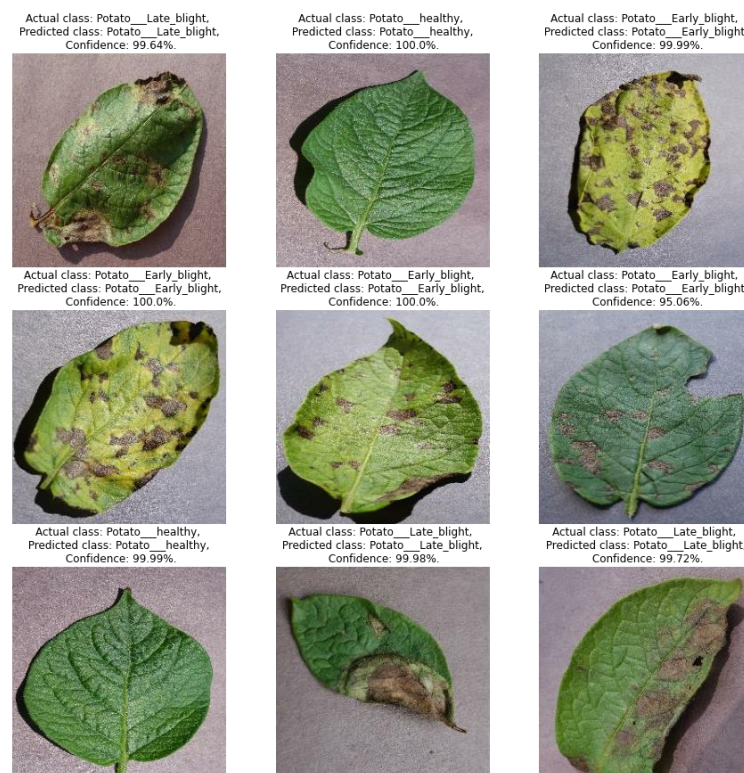 Actual class: Potato___Late_blight,
Predicted class: Potato___Late_blight,
Confidence: 99.64%.
Actual class: Potato___healthy,
Predicted class: Potato___healthy,
Confidence: 100.0%.
Actual class: Potato___Early_blight,
Predicted class: Potato___Early_blight
Confidence: 99.99%.
Actual class: Potato___Early_blight,
Predicted class: Potato___Early_blight,
Confidence: 100.0%.
Actual class: Potato___Early_blight,
Predicted class: Potato___Early_blight,
Confidence: 100.0%.
Actual class: Potato___Early_blight,
Predicted class: Potato___Early_blight
Confidence: 95.06%.
Actual class: Potato___healthy,
Predicted class: Potato___healthy,
Confidence: 99.99%.
Actual class: Potato___Late_blight,
Predicted class: Potato___Late_blight,
Confidence: 99.98%.
Actual class: Potato___Late_blight,
Predicted class: Potato___Late_blight
Confidence: 99.72%.